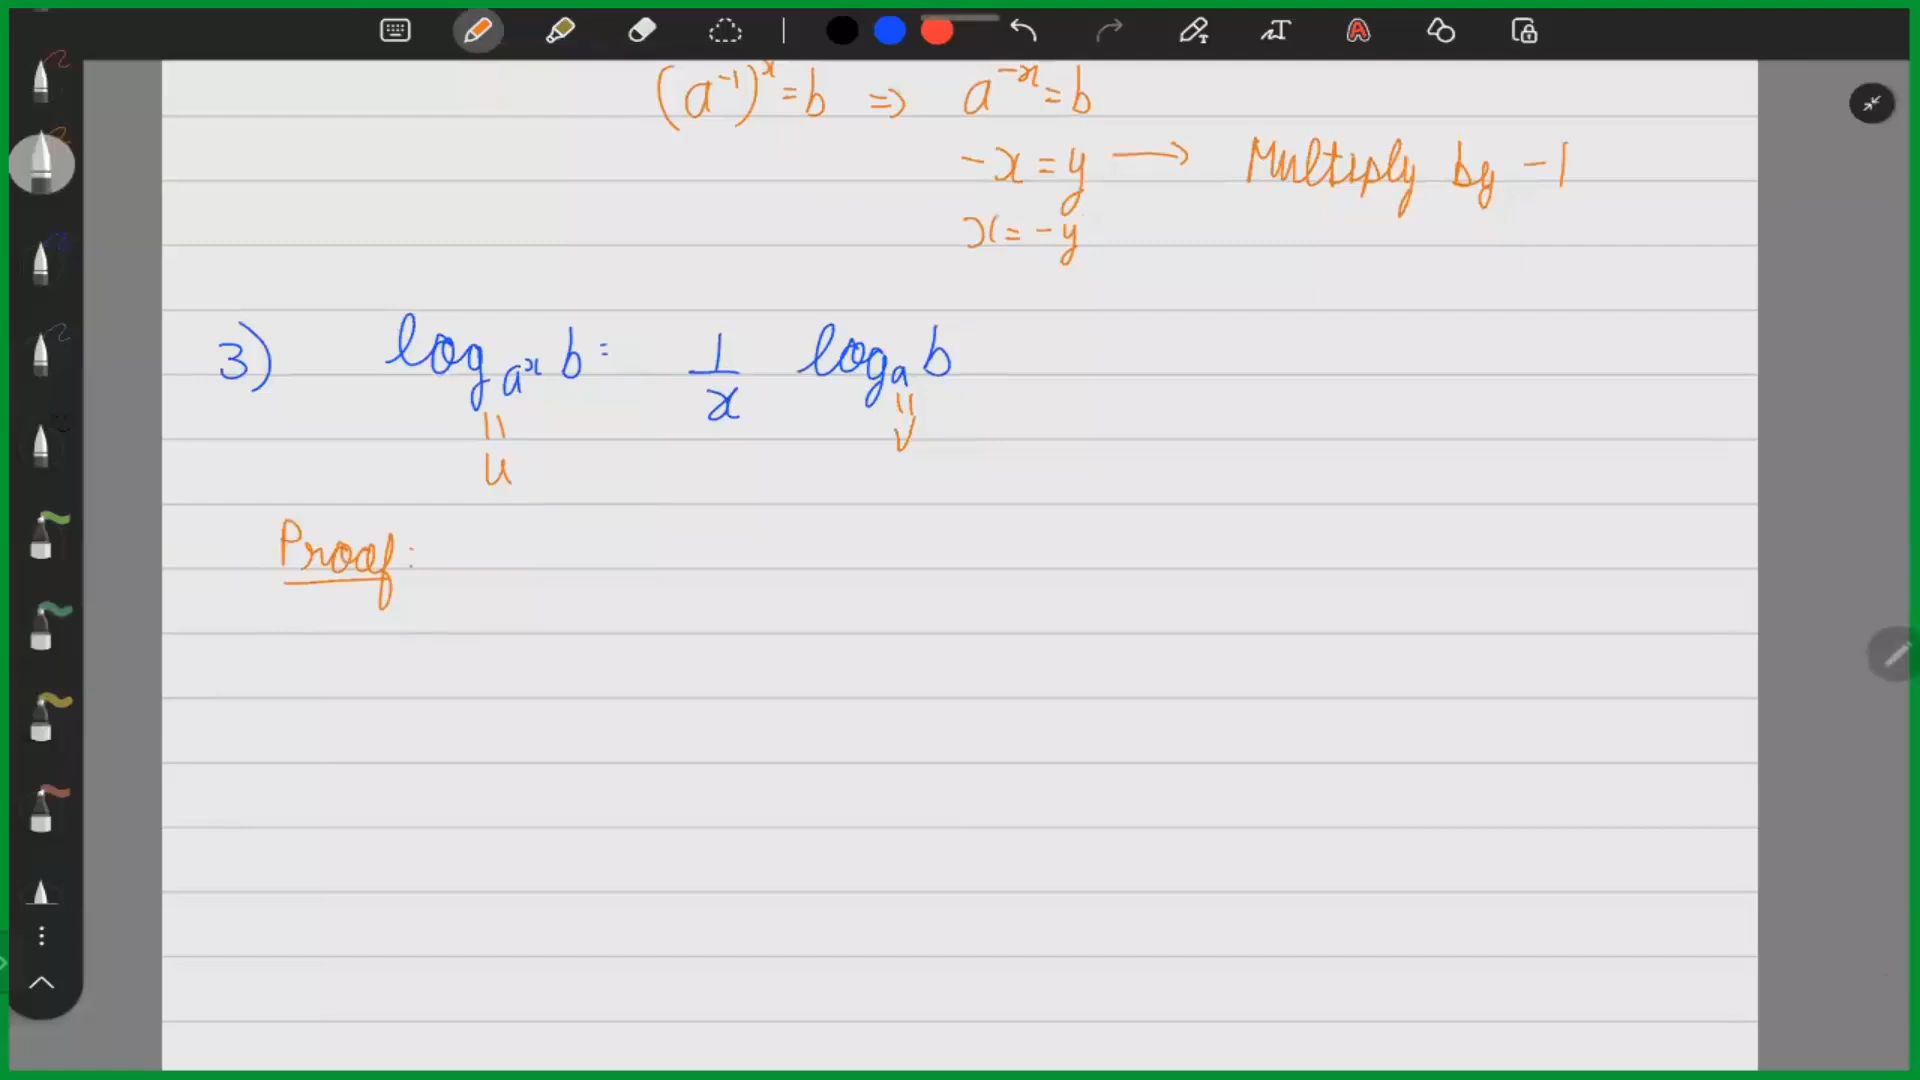 (a⁻¹)ˣ = b ⇒ a⁻ˣ = b
-x = y → Multiply by -1
x = -y
3) log_{aˣ} b = 1/x log_a b
|| ||
u v
Proof: